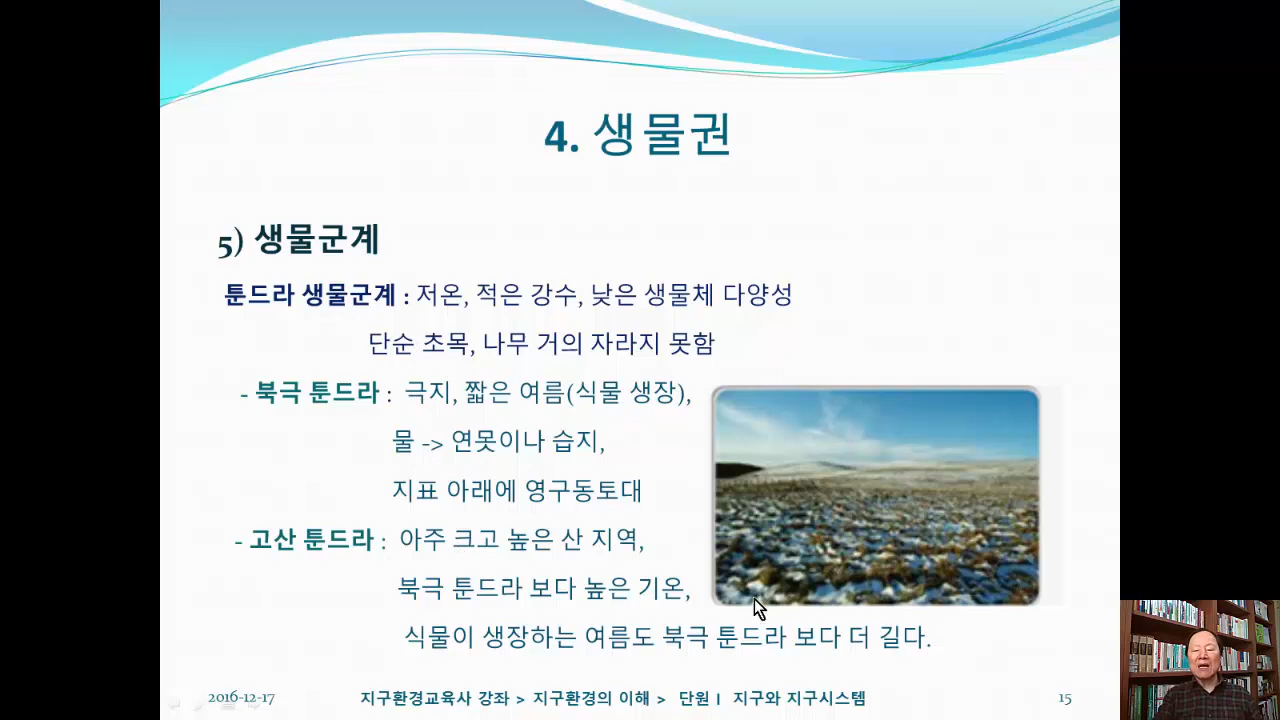 4. 생물권
5) 생물군계
툰드라 생물군계 : 저온, 적은 강수, 낮은 생물체 다양성
단순 초목, 나무 거의 자라지 못함
- 북극 툰드라 : 극지, 짧은 여름(식물 생장),
물 -> 연못이나 습지,
지표 아래에 영구동토대
- 고산 툰드라 : 아주 크고 높은 산 지역,
북극 툰드라 보다 높은 기온,
식물이 생장하는 여름도 북극 툰드라 보다 더 길다.
2016-12-17 지구환경교육사 강좌 > 지구환경의 이해 > 단원 I 지구와 지구시스템 15